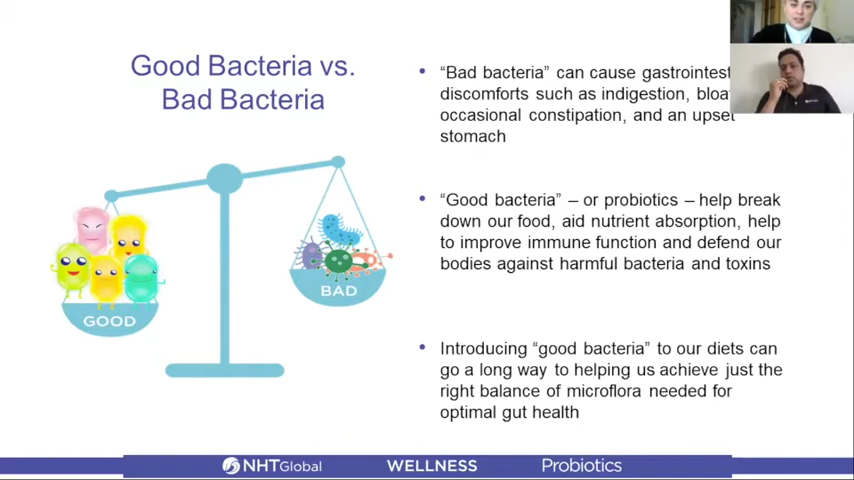 Good Bacteria vs.
Bad Bacteria
GOOD
BAD
• “Bad bacteria” can cause
discomforts such as indigestion,
occasional constipation, and an upset
stomach
• “Good bacteria” – or probiotics – help break
down our food, aid nutrient absorption, help
to improve immune function and defend our
bodies against harmful bacteria and toxins
• Introducing “good bacteria” to our diets can
go a long way to helping us achieve just the
right balance of microflora needed for
optimal gut health
NHTGlobal WELLNESS Probiotics